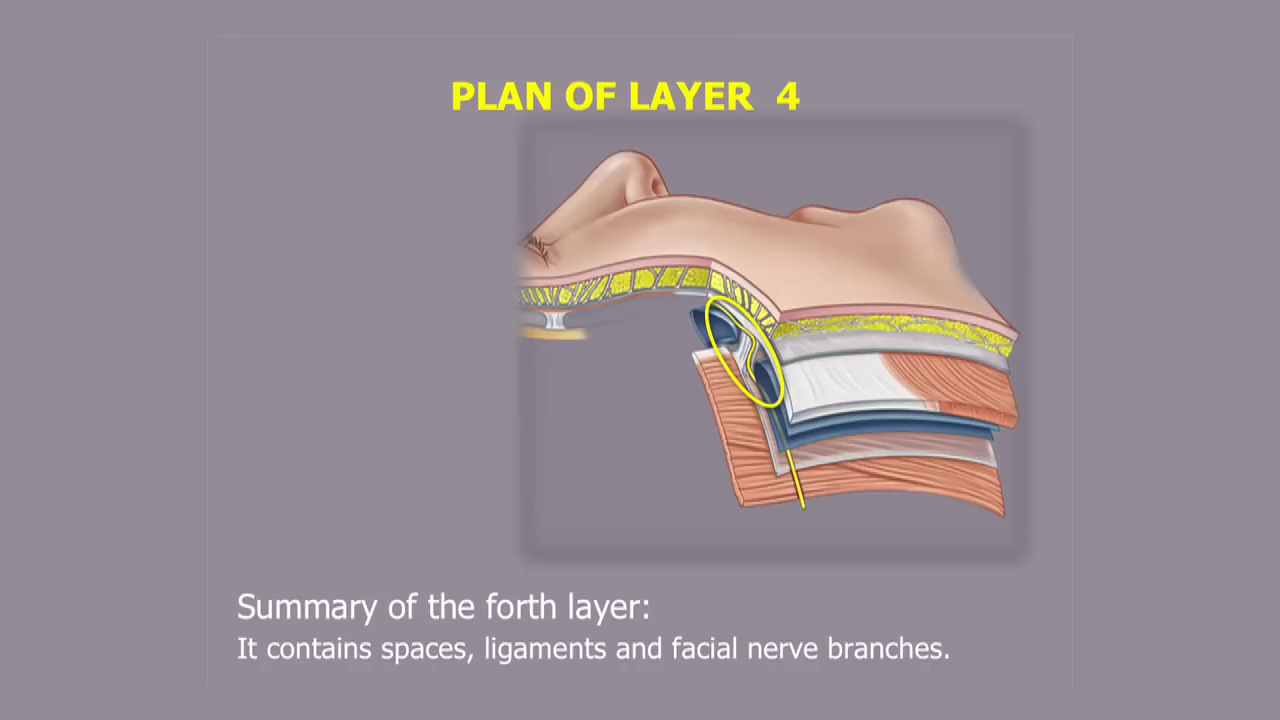 PLAN OF LAYER 4
Summary of the forth layer:
It contains spaces, ligaments and facial nerve branches.